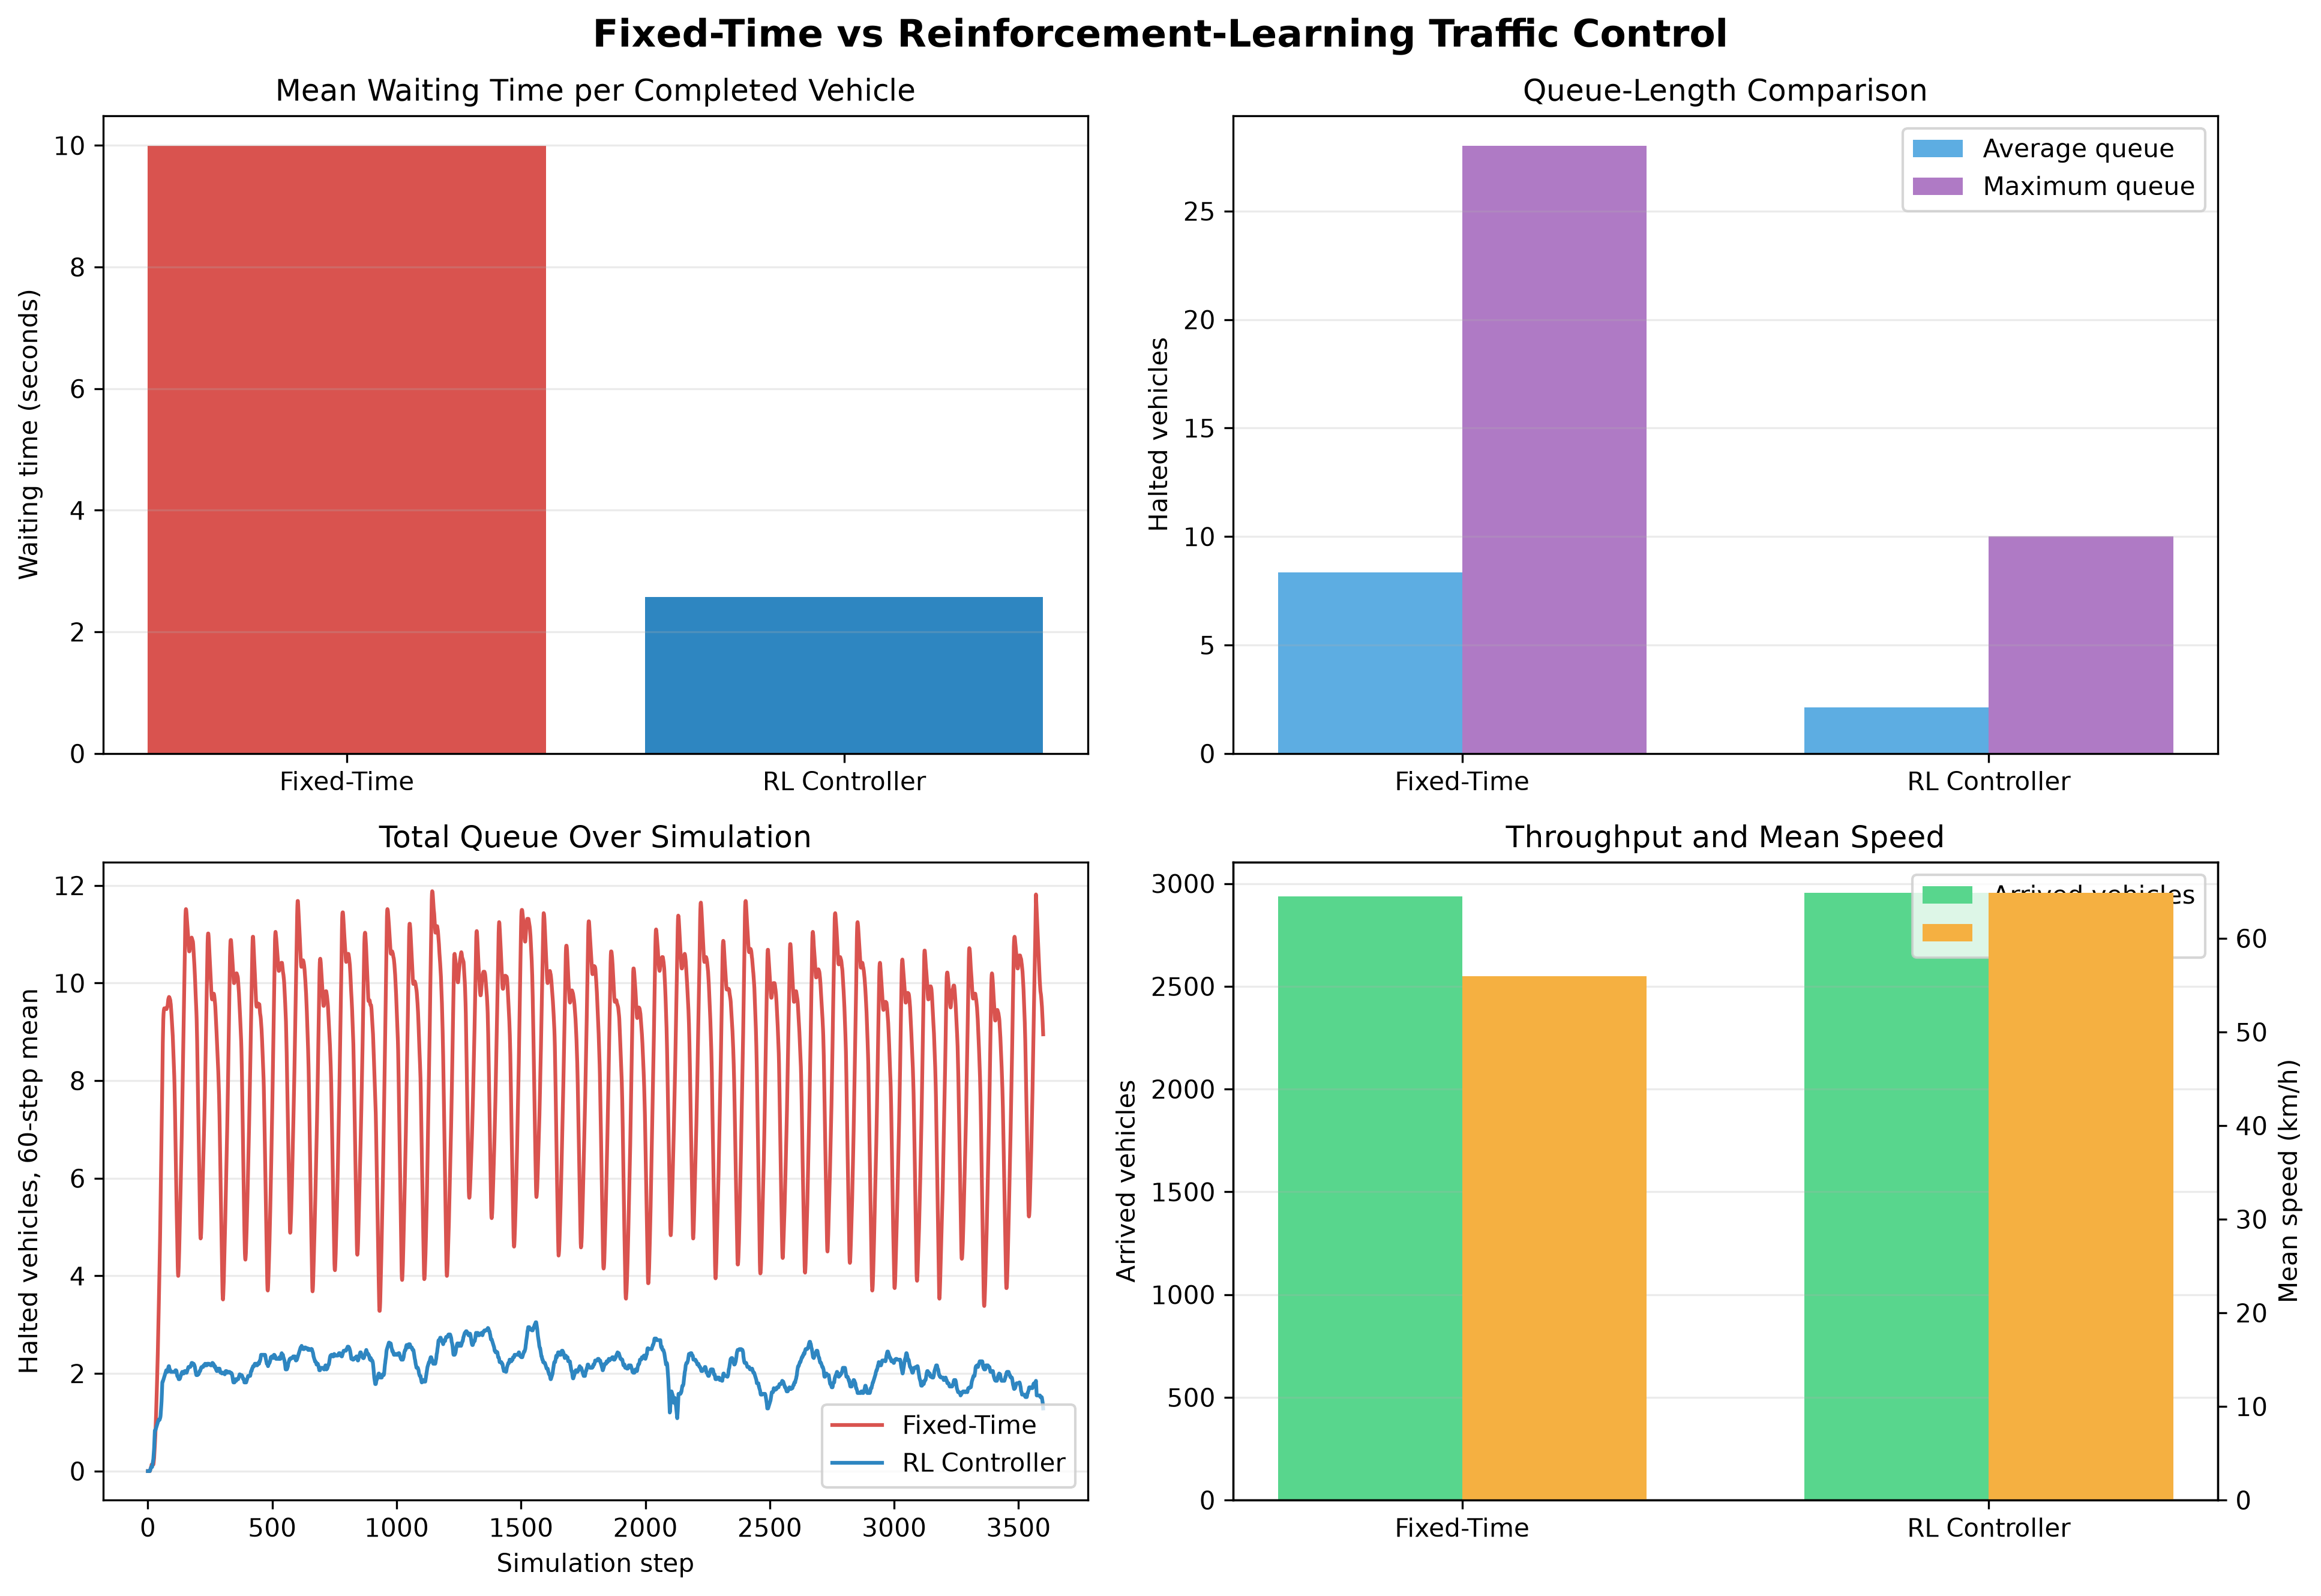 Fixed-Time vs Reinforcement-Learning Traffic Control
Mean Waiting Time per Completed Vehicle
Waiting time (seconds)
10
8
6
4
2
0
Fixed-Time
RL Controller
Queue-Length Comparison
Halted vehicles
25
20
15
10
5
0
Average queue
Maximum queue
Fixed-Time
RL Controller
Total Queue Over Simulation
Halted vehicles, 60-step mean
12
10
8
6
4
2
0
Fixed-Time
RL Controller
0
500
1000
1500
2000
2500
3000
3500
Simulation step
Throughput and Mean Speed
Arrived vehicles
3000
2500
2000
1500
1000
500
0
Arrived vehicles
60
50
40
30
20
10
0
Mean speed (km/h)
Fixed-Time
RL Controller